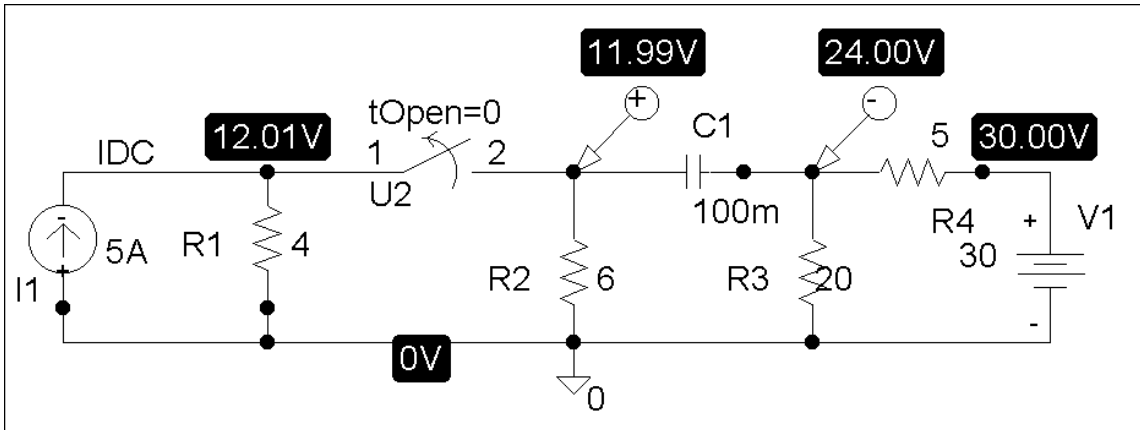 11.99V
24.00V
+
-
tOpen=0
C1
5
30.00V
12.01V
IDC
1
2
U2
100m
-
R4
+
V1
5A
R1
4
R2
6
R3
20
30
+
I1
-
0V
0